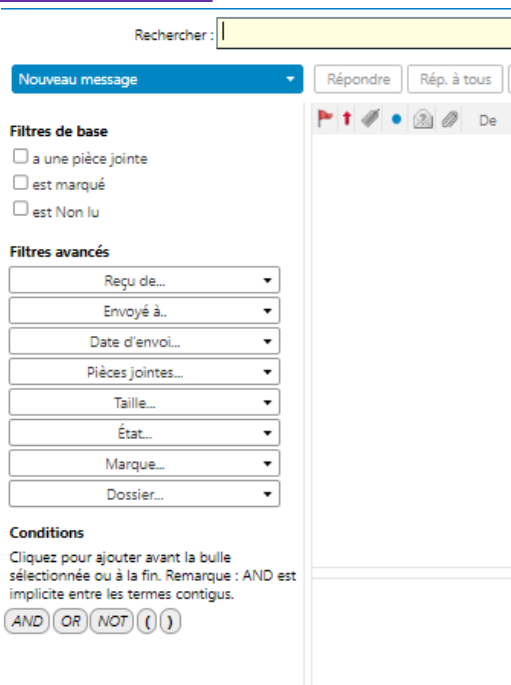 Rechercher :
Nouveau message
Répondre
Rép. à tous
De
Filtres de base
a une pièce jointe
est marqué
est Non lu
Filtres avancés
Reçu de...
Envoyé à..
Date d'envoi...
Pièces jointes...
Taille...
État...
Marque...
Dossier...
Conditions
Cliquez pour ajouter avant la bulle
sélectionnée ou à la fin. Remarque : AND est
implicite entre les termes contigus.
AND OR NOT ( )